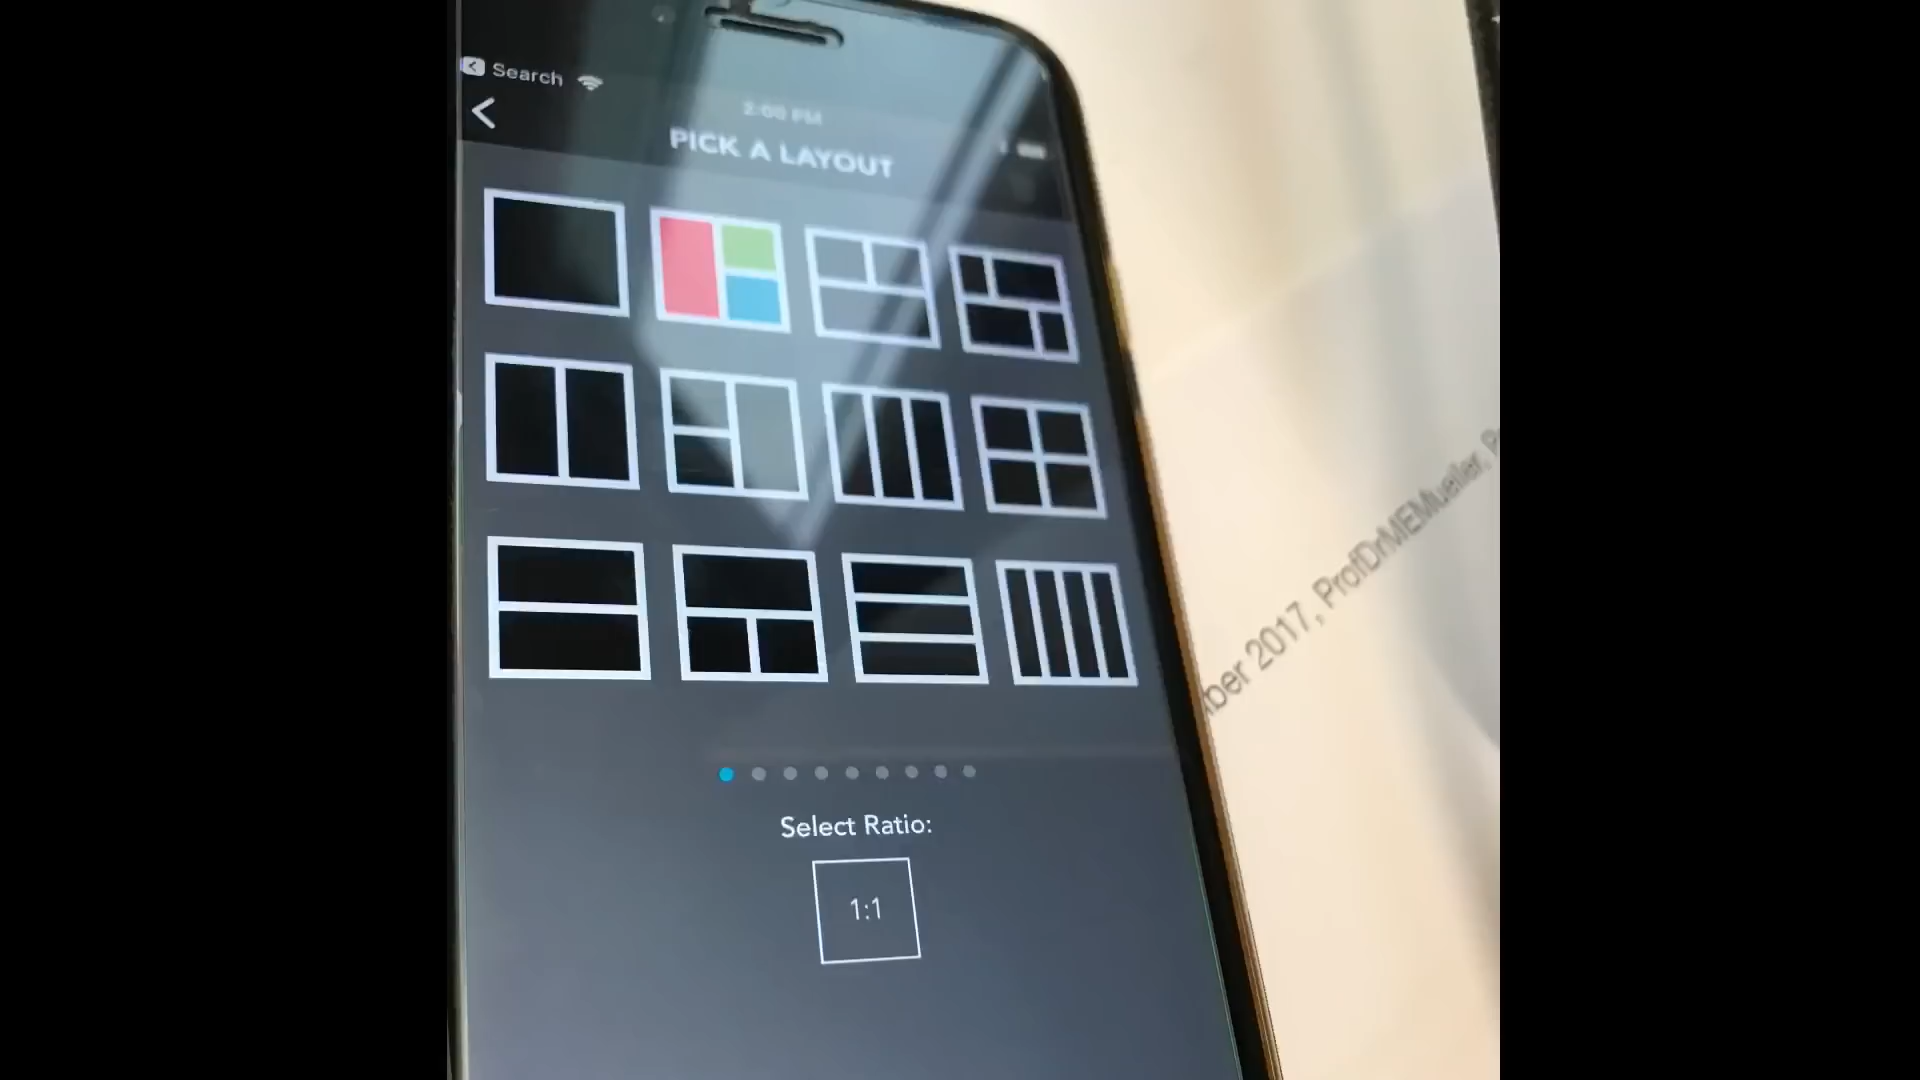 Search
2:00 PM
PICK A LAYOUT
Select Ratio:
1:1
ber 2017, ProfDrMEMueller,